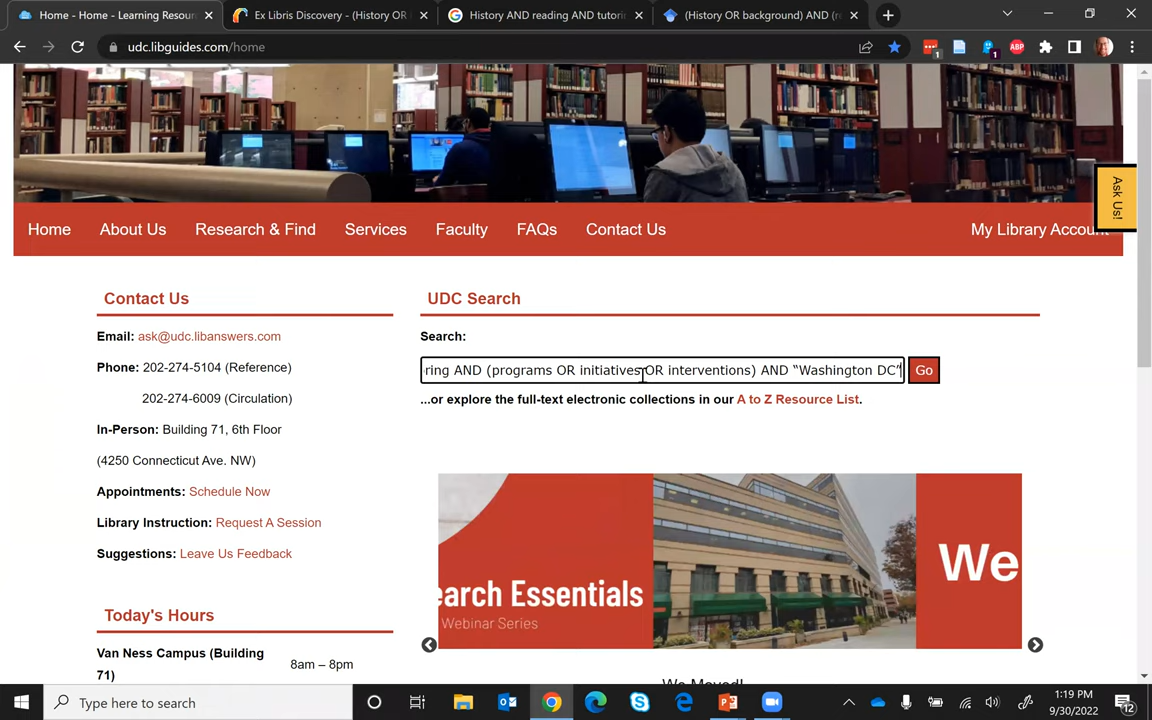 Home - Home - Learning Resour
Ex Libris Discovery - (History OR
History AND reading AND tutori
(History OR background) AND (r
udc.libguides.com/home
1
ABP
1
Ask Us!
Home
About Us
Research & Find
Services
Faculty
FAQs
Contact Us
My Library Account
Contact Us
Email: ask@udc.libanswers.com
Phone: 202-274-5104 (Reference)
202-274-6009 (Circulation)
In-Person: Building 71, 6th Floor
(4250 Connecticut Ave. NW)
Appointments: Schedule Now
Library Instruction: Request A Session
Suggestions: Leave Us Feedback
Today's Hours
Van Ness Campus (Building
71)
8am – 8pm
UDC Search
Search:
ring AND (programs OR initiatives OR interventions) AND “Washington DC”
Go
...or explore the full-text electronic collections in our A to Z Resource List.
earch Essentials
Webinar Series
We
We Moved!
Type here to search
1:19 PM
9/30/2022
12